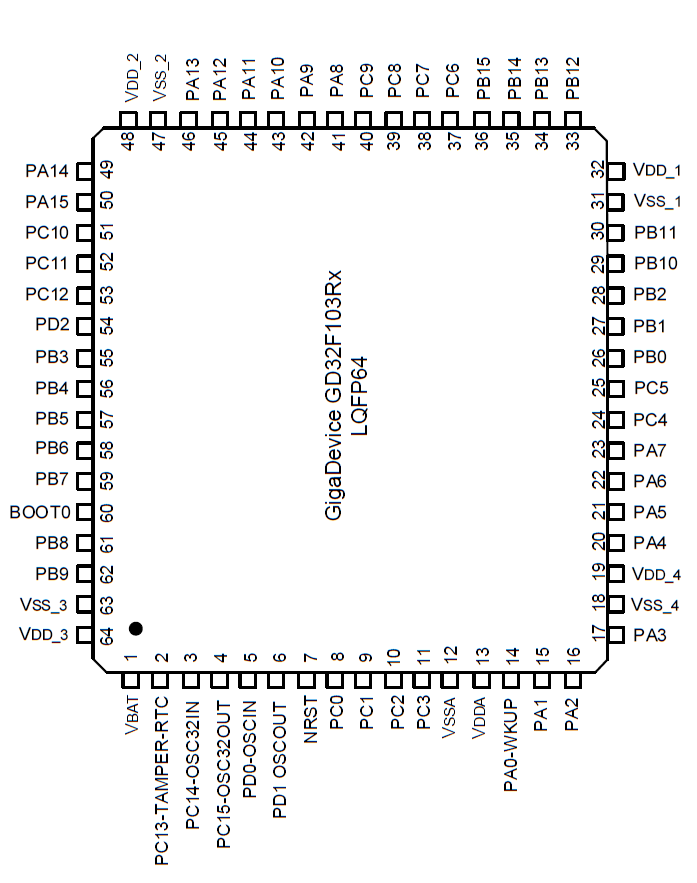 VDD_2
VSS_2
PA13
PA12
PA11
PA10
PA9
PA8
PC9
PC8
PC7
PC6
PB15
PB14
PB13
PB12
48
47
46
45
44
43
42
41
40
39
38
37
36
35
34
33
PA14 49
PA15 50
PC10 51
PC11 52
PC12 53
PD2 54
PB3 55
PB4 56
PB5 57
PB6 58
PB7 59
BOOT0 60
PB8 61
PB9 62
VSS_3 63
VDD_3 64
GigaDevice GD32F103Rx
LQFP64
32 VDD_1
31 VSS_1
30 PB11
29 PB10
28 PB2
27 PB1
26 PB0
25 PC5
24 PC4
23 PA7
22 PA6
21 PA5
20 PA4
19 VDD_4
18 VSS_4
17 PA3
1
2
3
4
5
6
7
8
9
10
11
12
13
14
15
16
VBAT
PC13-TAMPER-RTC
PC14-OSC32IN
PC15-OSC32OUT
PD0-OSCIN
PD1 OSCOUT
NRST
PC0
PC1
PC2
PC3
VSSA
VDDA
PA0-WKUP
PA1
PA2